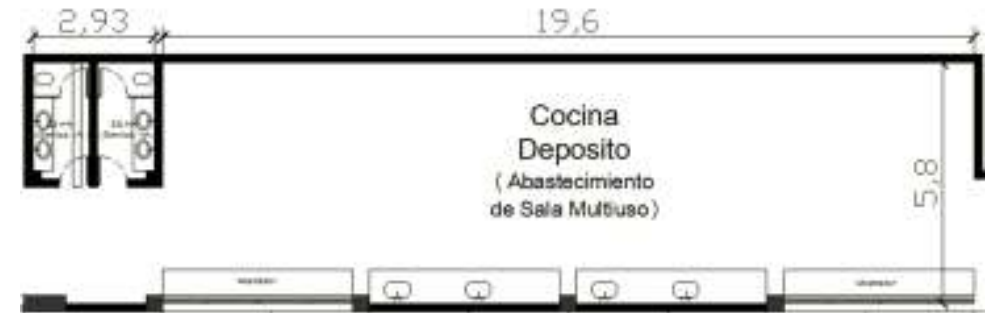 2,93
19,6
Cocina
Deposito
( Abastecimiento
de Sala Multiuso )
5,8